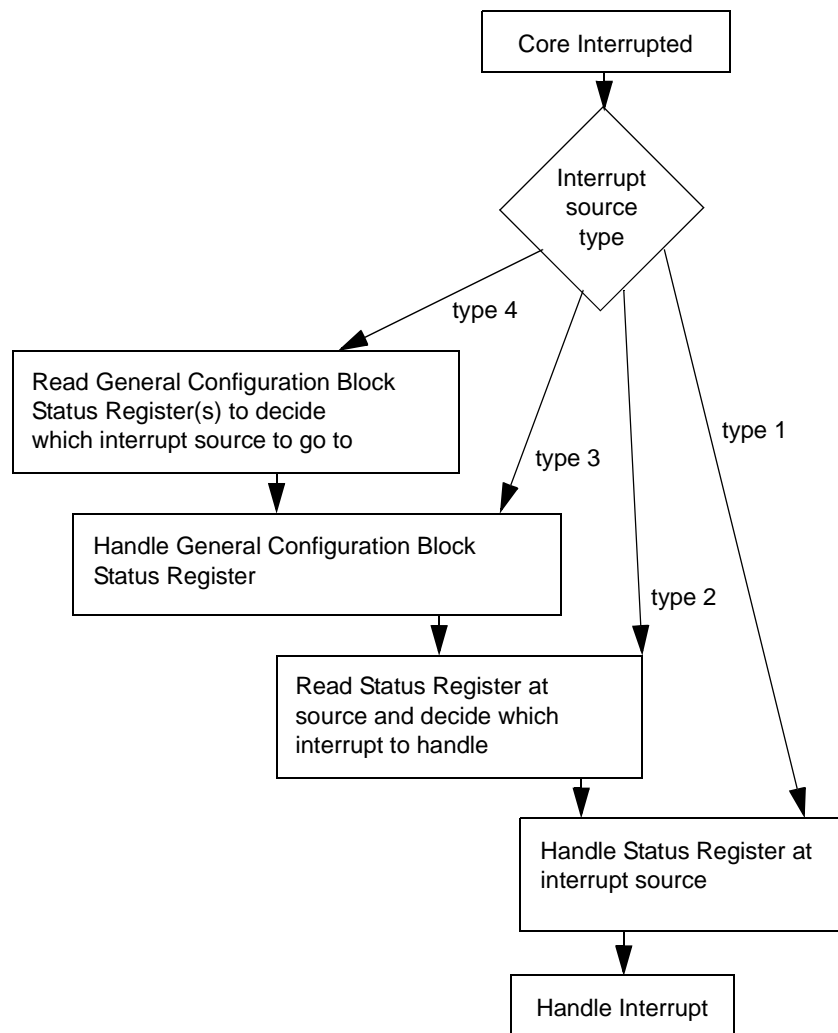 Core Interrupted
Interrupt
source
type
type 4
Read General Configuration Block
Status Register(s) to decide
which interrupt source to go to
type 3
type 1
Handle General Configuration Block
Status Register
type 2
Read Status Register at
source and decide which
interrupt to handle
Handle Status Register at
interrupt source
Handle Interrupt